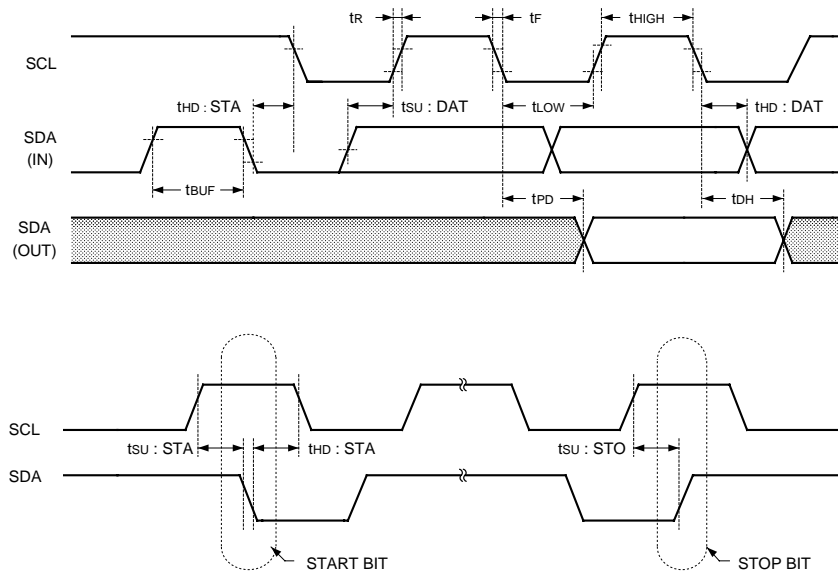 tR tF tHIGH
SCL
tHD : STA tSU : DAT tLOW tHD : DAT
SDA
(IN)
tBUF
tPD tDH
SDA
(OUT)
SCL
tSU : STA tHD : STA tSU : STO
SDA
START BIT STOP BIT